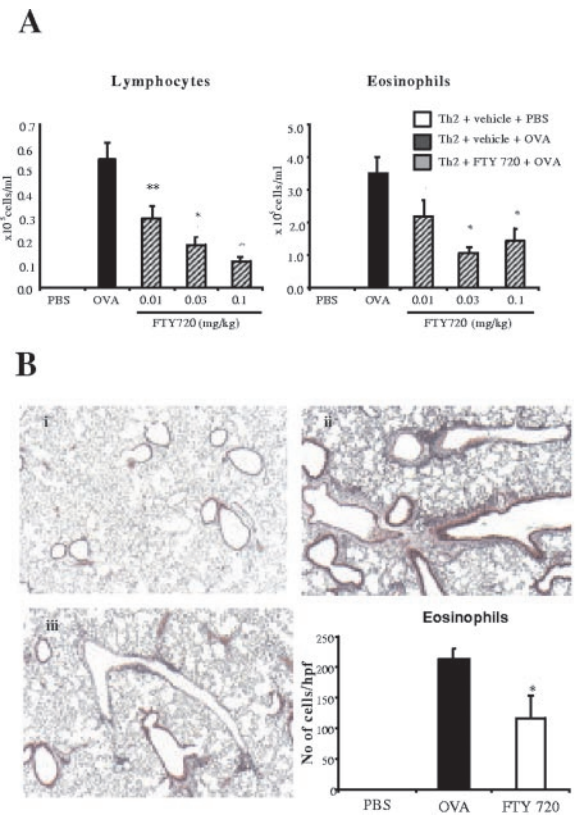 A
Lymphocytes
Eosinophils
0.7
0.6
0.5
0.4
0.3
0.2
0.1
0.0
x10⁵cells/ml
**
*
PBS
OVA
0.01
0.03
0.1
FTY720 (mg/kg)
5.0
4.0
3.0
2.0
1.0
0.0
*
*
Th2 + vehicle + PBS
Th2 + vehicle + OVA
Th2 + FTY 720 + OVA
PBS
OVA
0.01
0.03
0.1
FTY720 (mg/kg)
B
i
ii
iii
Eosinophils
No of cells/hpf
250
200
150
100
50
0
*
PBS
OVA
FTY 720